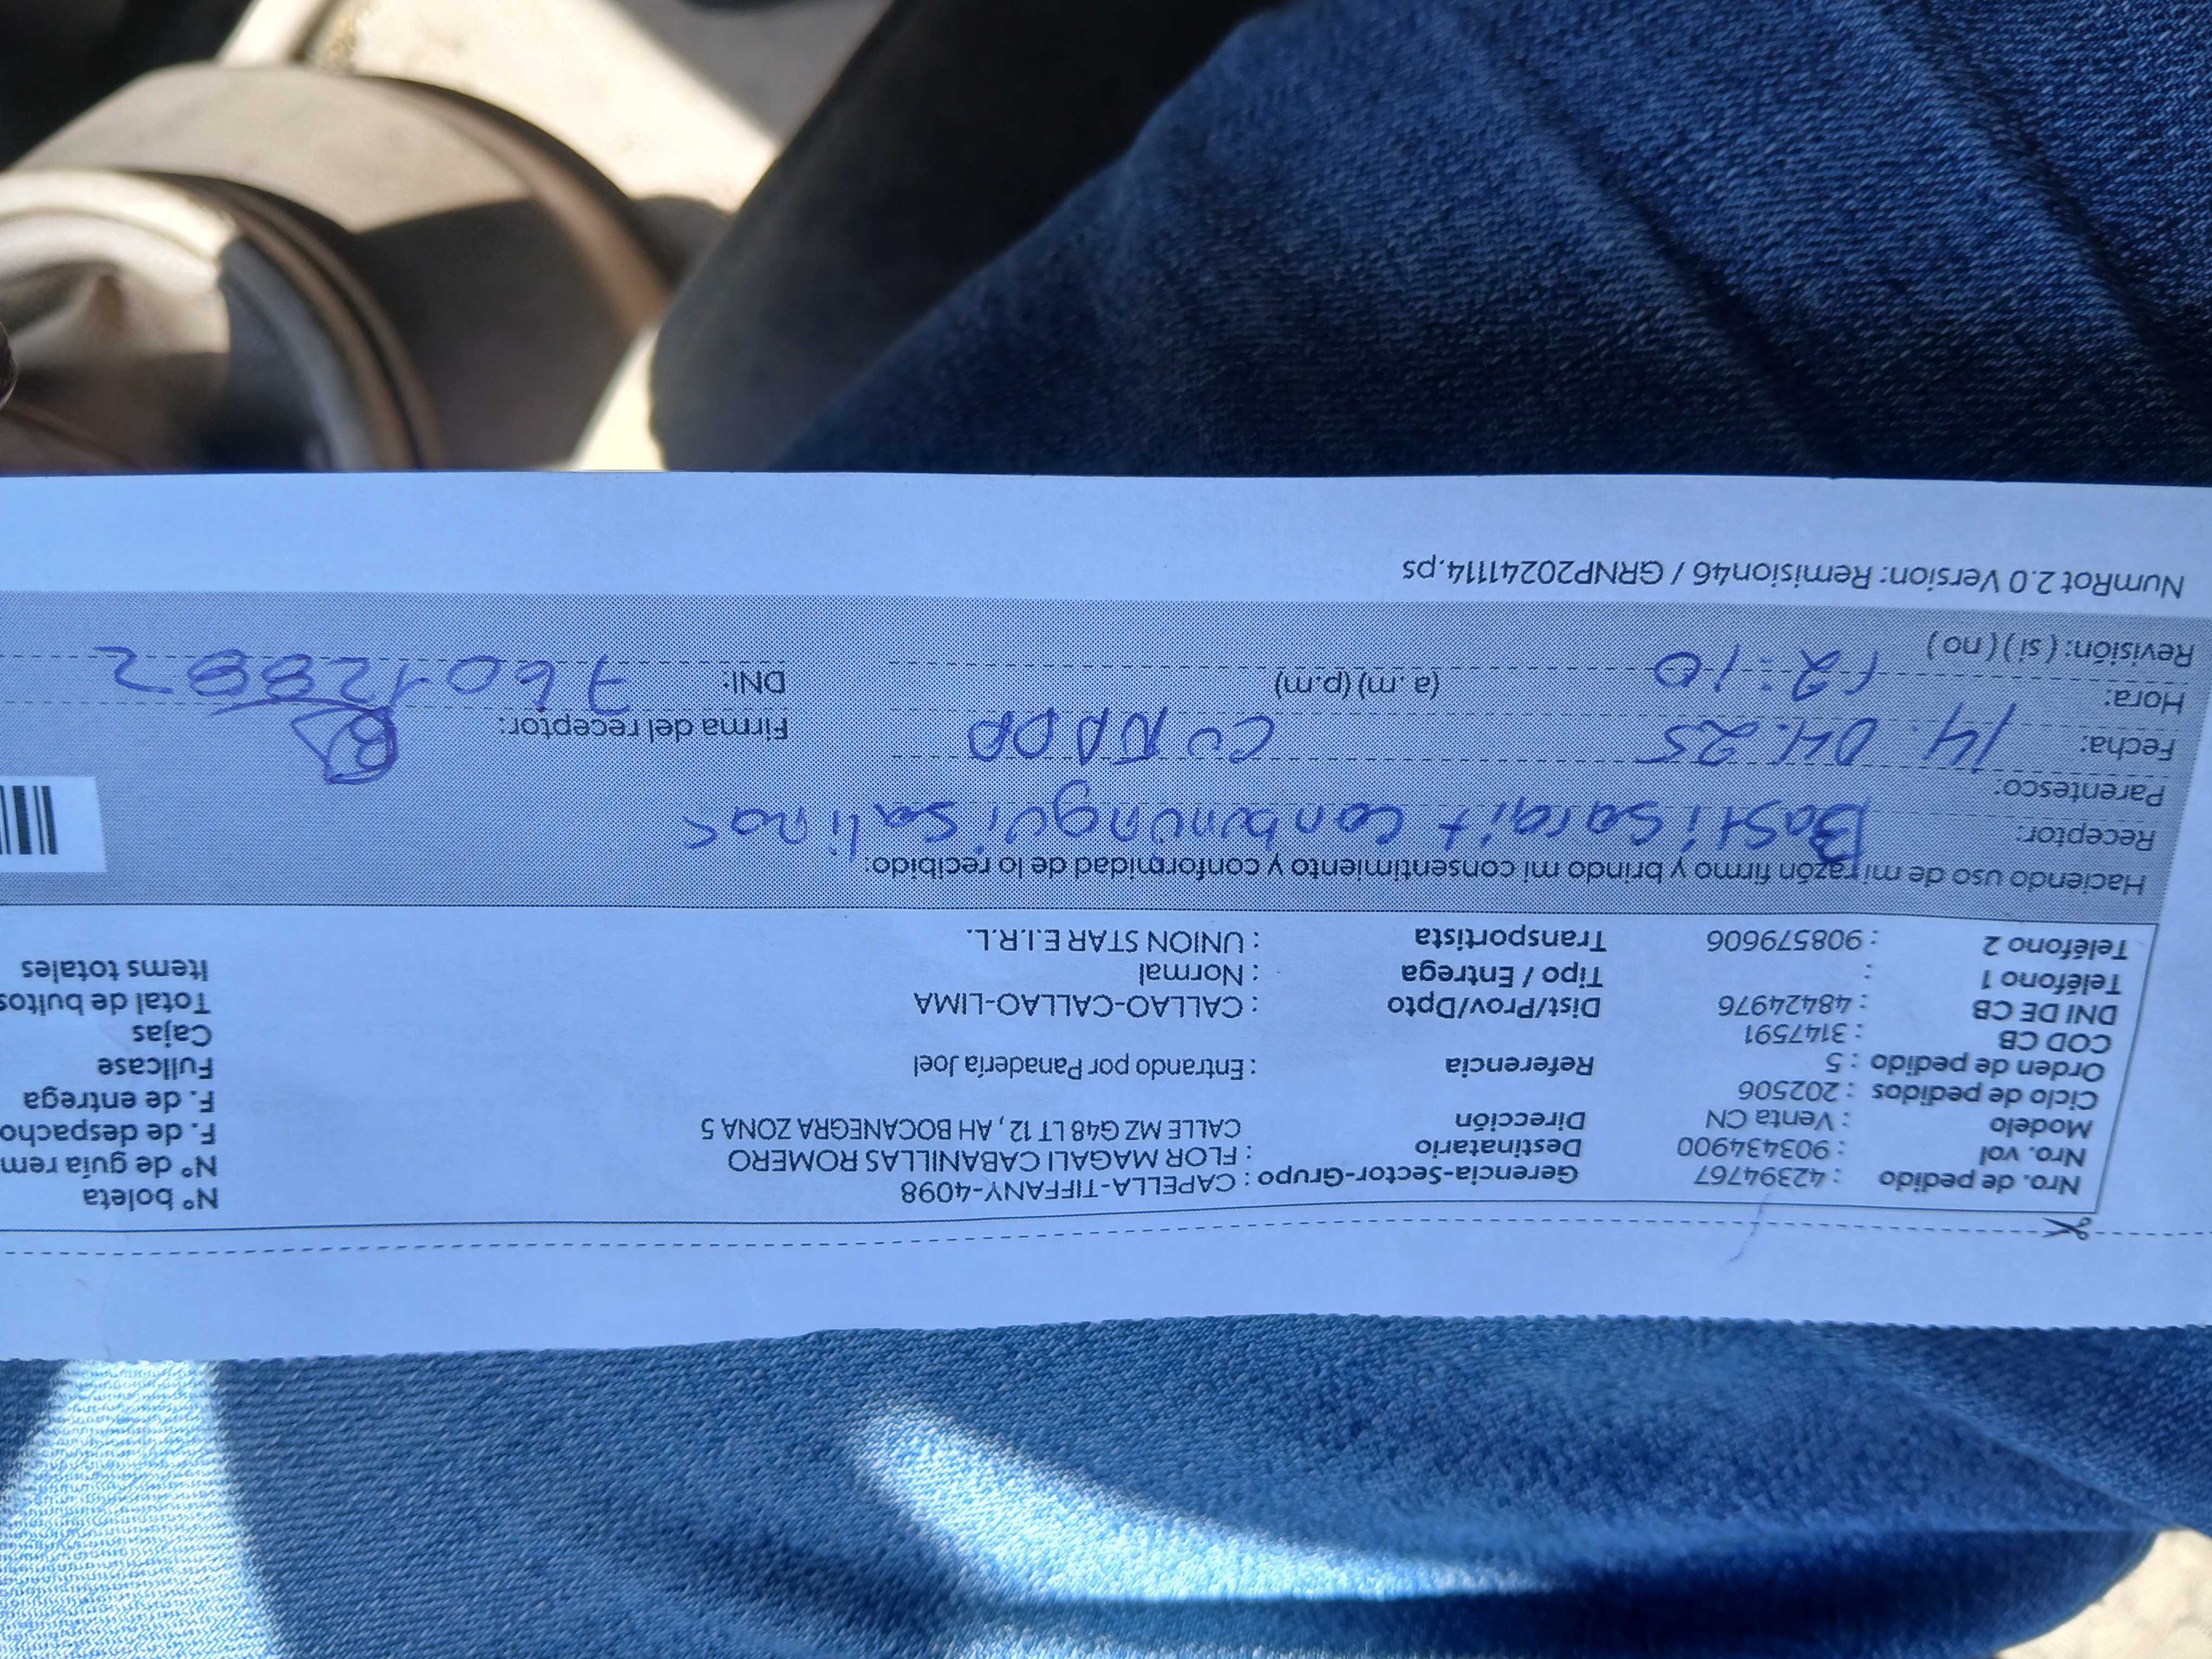 Nro. de pedido : 42394767 Gerencia-Sector-Grupo : CAPELLA-TIFFANY-4098 N° boleta
Nro. vol : 903434900 Destinatario : FLOR MAGALI CABANILLAS ROMERO N° de guía rem
Modelo : Venta CN Dirección CALLE MZ G48 LT 12 , AH BOCANEGRA ZONA 5 F. de despacho
Ciclo de pedidos : 202506 F. de entrega
Orden de pedido : 5 Referencia : Entrando por Panadería Joel Fullcase
COD CB : 3147591 Cajas
DNI DE CB : 48424976 Dist/Prov/Dpto : CALLAO-CALLAO-LIMA Total de bultos
Teléfono 1 : Tipo / Entrega : Normal Items totales
Teléfono 2 : 908579606 Transportista : UNION STAR E.I.R.L.
Haciendo uso de mi razón firmo y brindo mi consentimiento y conformidad de lo recibido:
Receptor: salinas
Parentesco: cuñada
Fecha: 14.04.25 Firma del receptor:
Hora: 12:10 (a.m) (p.m) DNI:
Revisión: ( si ) ( no )
NumRot 2.0 Version: Remision46 / GRNP20241114.ps